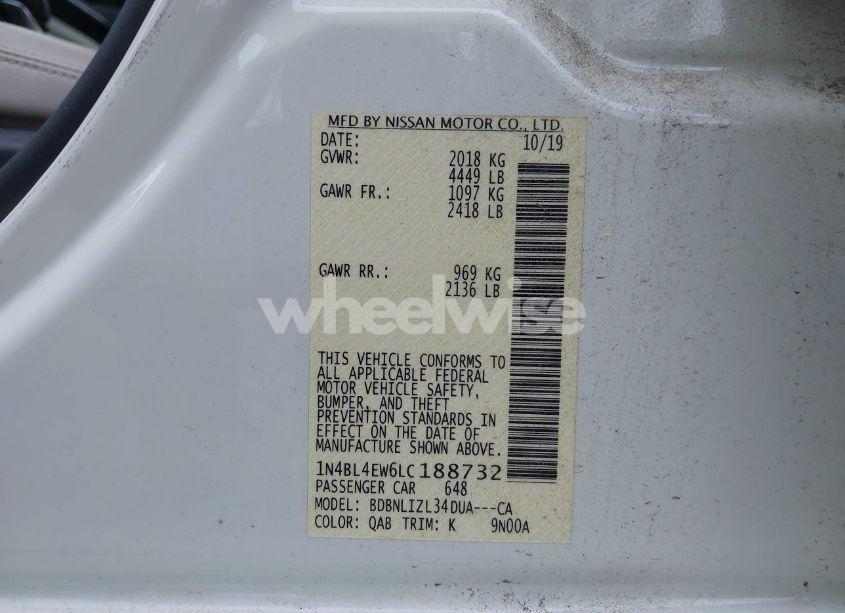 MFD BY NISSAN MOTOR CO., LTD.
DATE: 10/19
GVWR: 2018 KG
4449 LB
GAWR FR.: 1097 KG
2418 LB
GAWR RR.: 969 KG
2136 LB
wheelwise
THIS VEHICLE CONFORMS TO
ALL APPLICABLE FEDERAL
MOTOR VEHICLE SAFETY,
BUMPER, AND THEFT
PREVENTION STANDARDS IN
EFFECT ON THE DATE OF
MANUFACTURE SHOWN ABOVE.
1N4BL4EW6LC188732
PASSENGER CAR 648
MODEL: BDBNLIZL34DUA---CA
COLOR: QAB TRIM: K 9N00A